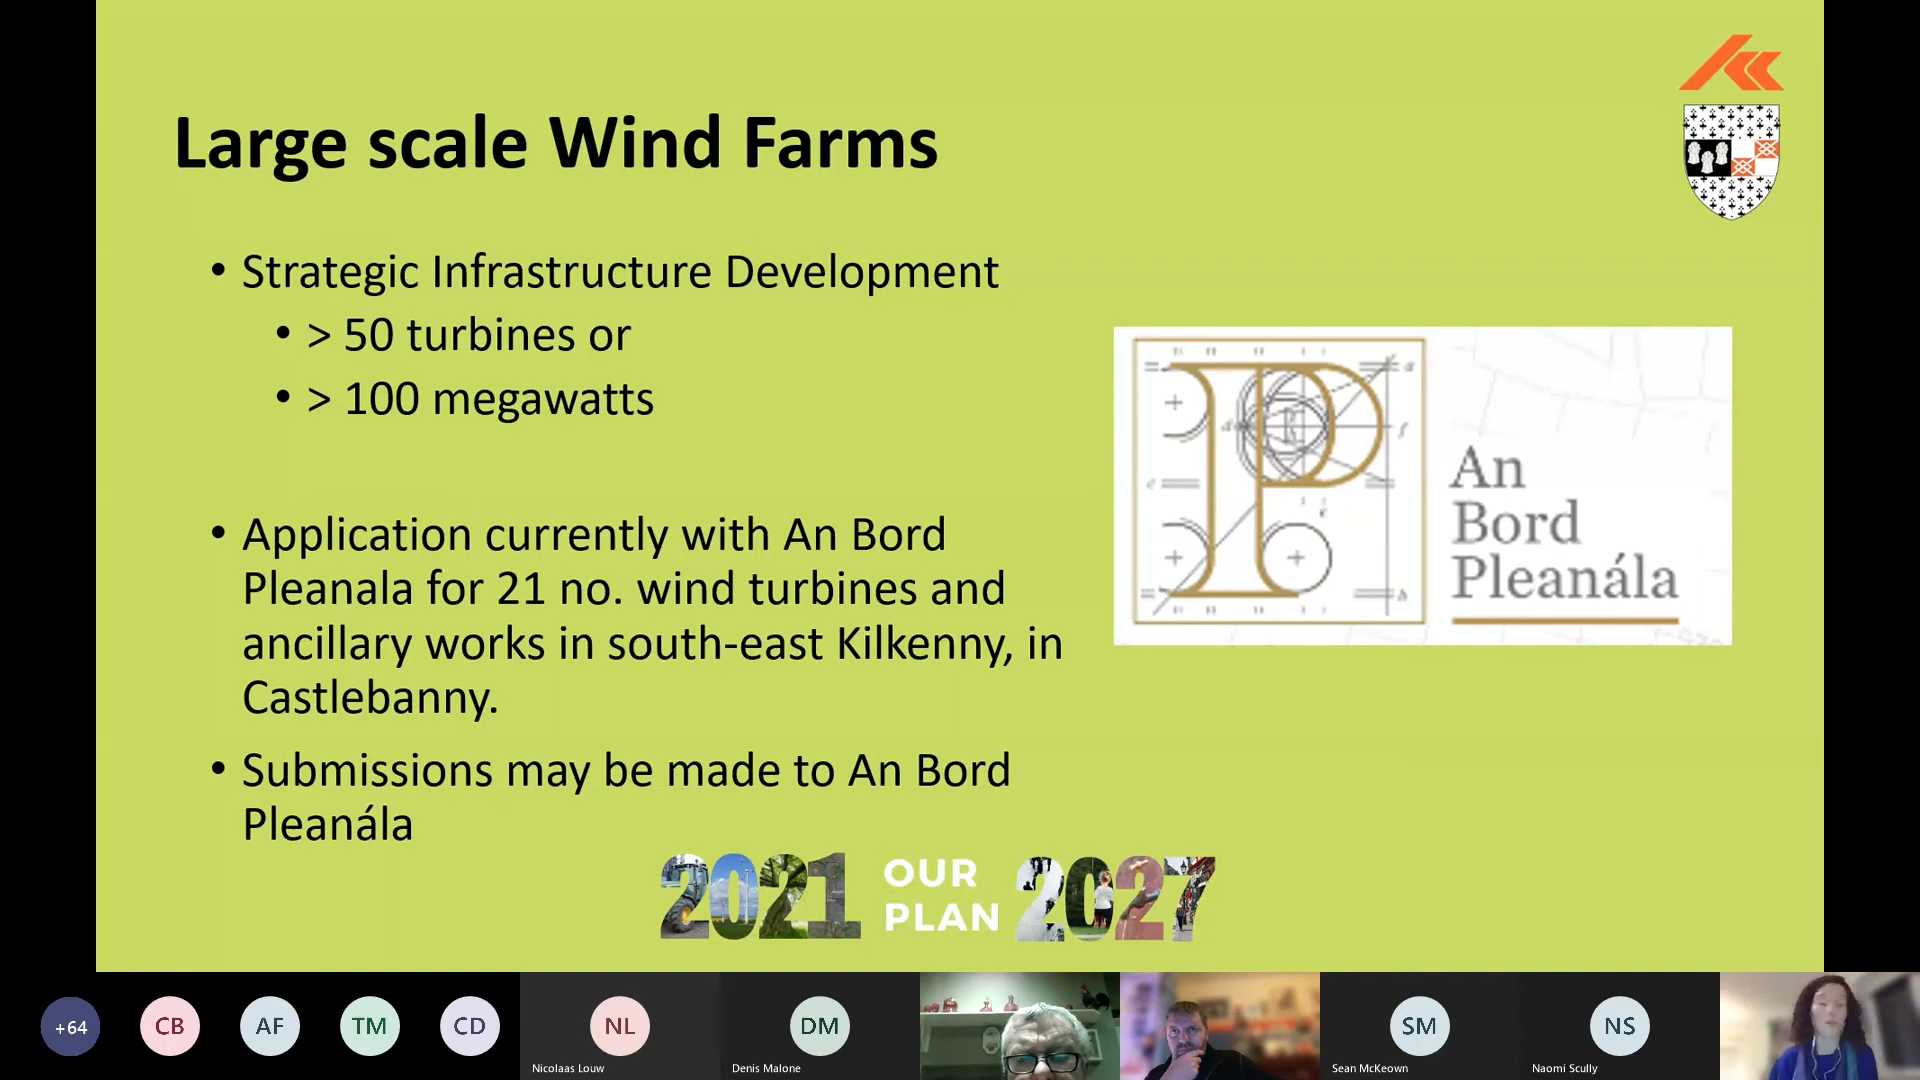 Large scale Wind Farms
• Strategic Infrastructure Development
• > 50 turbines or
• > 100 megawatts
• Application currently with An Bord
Pleanala for 21 no. wind turbines and
ancillary works in south-east Kilkenny, in
Castlebanny.
• Submissions may be made to An Bord
Pleanála
An
Bord
Pleanála
2021 OUR PLAN 2027
+64
CB
AF
TM
CD
NL
Nicolaas Louw
DM
Denis Malone
SM
Sean McKeown
NS
Naomi Scully